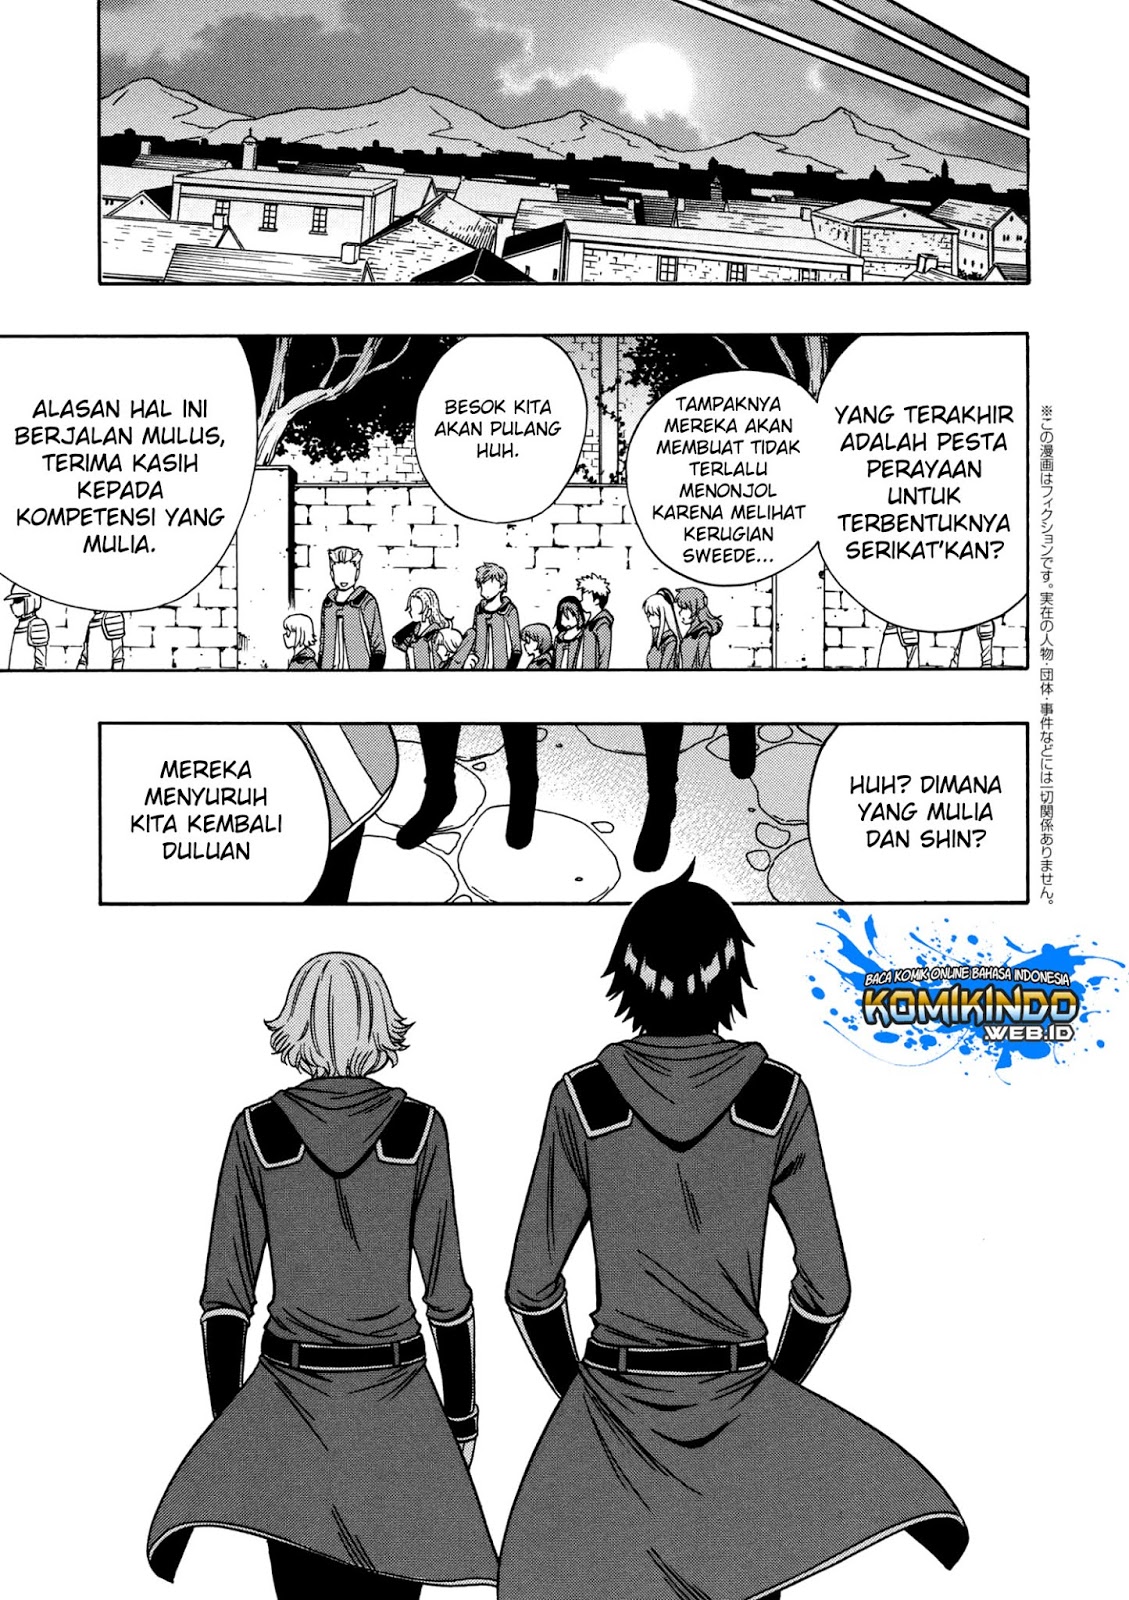 YANG TERAKHIR
ADALAH PESTA
PERAYAAN
UNTUK
TERBENTUKNYA
SERIKAT'KAN?
TAMPAKNYA
MEREKA AKAN
MEMBUAT TIDAK
TERLALU
MENONJOL
KARENA MELIHAT
KERUGIAN
SWEEDE...
BESOK KITA
AKAN PULANG
HUH.
ALASAN HAL INI
BERJALAN MULUS,
TERIMA KASIH
KEPADA
KOMPETENSI YANG
MULIA.
※この漫画はフィクションです。実在の人物・団体・事件などには一切関係ありません。
HUH? DIMANA
YANG MULIA
DAN SHIN?
MEREKA
MENYURUH
KITA KEMBALI
DULUAN
BACA KOMIK ONLINE BAHASA INDONESIA
KOMIKINDO
.WEB.ID